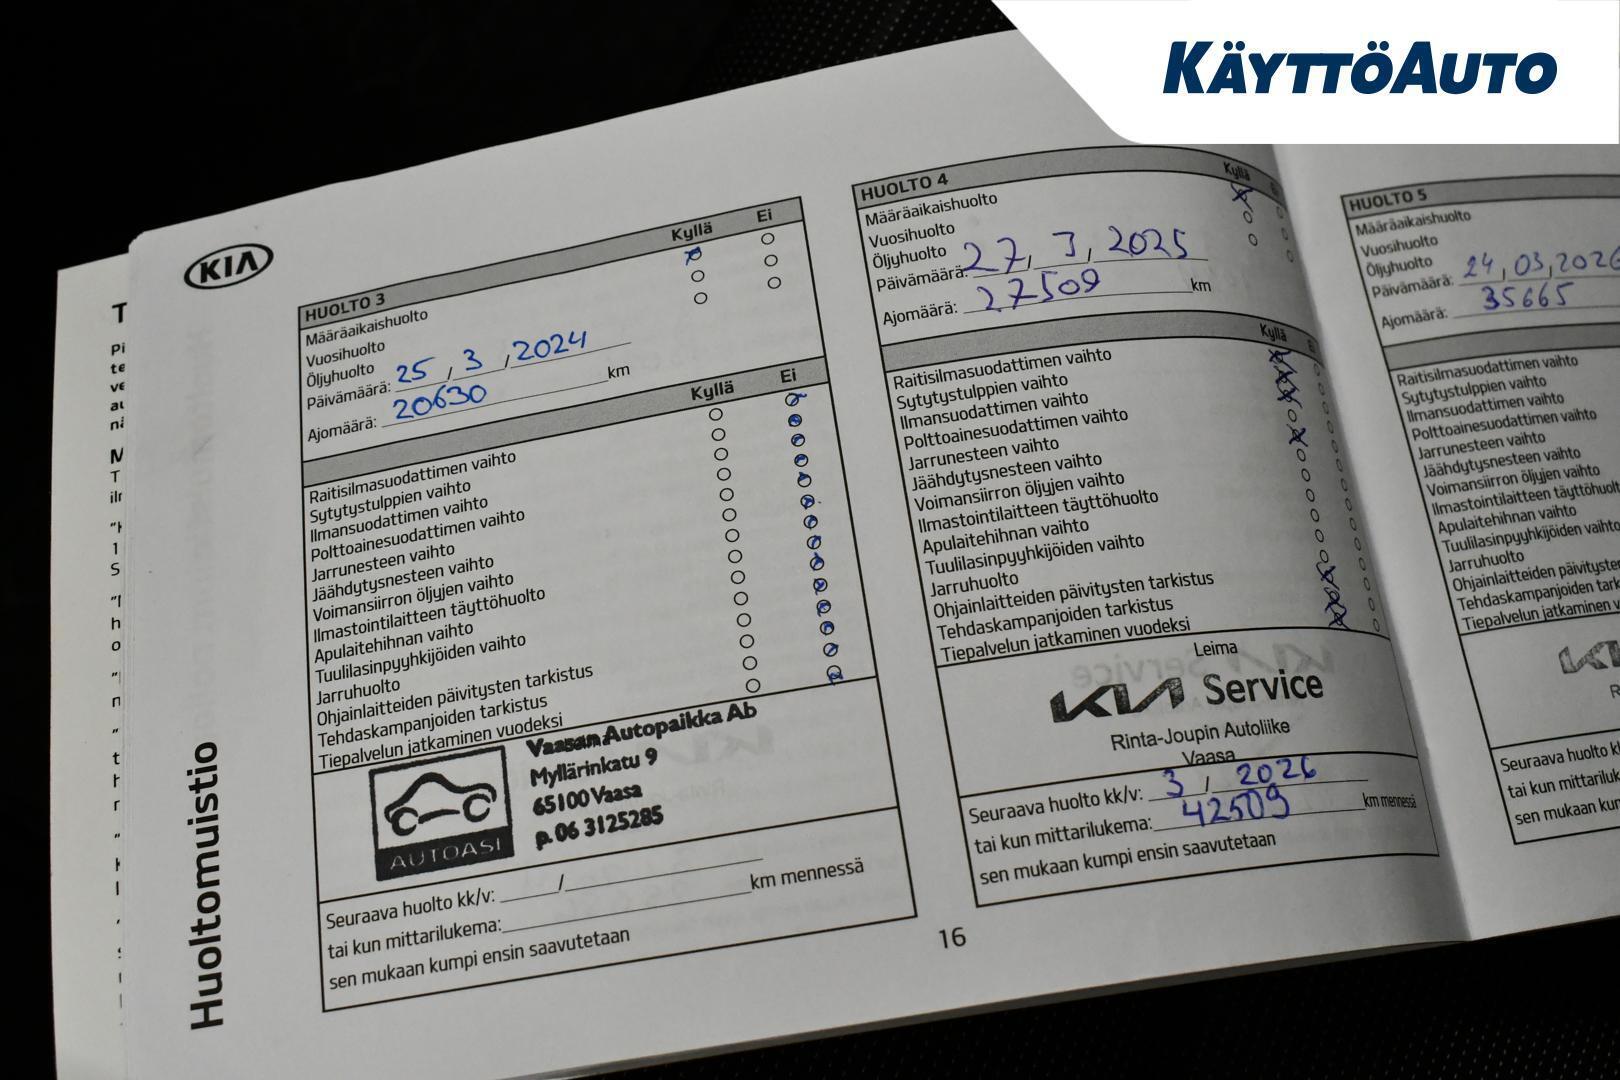 KÄYTTÖAUTO
KIA
Huoltomuistio
HUOLTO 3
Kyllä Ei
Määräaikaishuolto
Vuosihuolto
Öljyhuolto
Päivämäärä: 25 , 3 , 2024
Ajomäärä: 20630 km
Kyllä Ei
Raitisilmasuodattimen vaihto
Sytytystulppien vaihto
Ilmansuodattimen vaihto
Polttoainesuodattimen vaihto
Jarrunesteen vaihto
Jäähdytysnesteen vaihto
Voimansiirron öljyjen vaihto
Ilmastointilaitteen täyttöhuolto
Apulaitehihnan vaihto
Tuulilasinpyyhkijöiden vaihto
Jarruhuolto
Ohjainlaitteiden päivitysten tarkistus
Tehdaskampanjoiden tarkistus
Tiepalvelun jatkaminen vuodeksi
AUTOASI
Vaasan Autopaikka Ab
Myllärinkatu 9
65100 Vaasa
p. 06 3125285
Seuraava huolto kk/v: /
tai kun mittarilukema: km mennessä
sen mukaan kumpi ensin saavutetaan
HUOLTO 4
Kyllä
Määräaikaishuolto
Vuosihuolto
Öljyhuolto
Päivämäärä: 27 , 3 , 2025
Ajomäärä: 27509 km
Kyllä
Raitisilmasuodattimen vaihto
Sytytystulppien vaihto
Ilmansuodattimen vaihto
Polttoainesuodattimen vaihto
Jarrunesteen vaihto
Jäähdytysnesteen vaihto
Voimansiirron öljyjen vaihto
Ilmastointilaitteen täyttöhuolto
Apulaitehihnan vaihto
Tuulilasinpyyhkijöiden vaihto
Jarruhuolto
Ohjainlaitteiden päivitysten tarkistus
Tehdaskampanjoiden tarkistus
Tiepalvelun jatkaminen vuodeksi
Leima
KIA Service
Rinta-Joupin Autoliike
Vaasa
Seuraava huolto kk/v: 3 / 2026
tai kun mittarilukema: 42509 km mennessä
sen mukaan kumpi ensin saavutetaan
16
HUOLTO 5
Määräaikaishuolto
Vuosihuolto
Öljyhuolto
Päivämäärä: 24 , 03 , 2026
Ajomäärä: 35665
Raitisilmasuodattimen vaihto
Sytytystulppien vaihto
Ilmansuodattimen vaihto
Polttoainesuodattimen vaihto
Jarrunesteen vaihto
Jäähdytysnesteen vaihto
Voimansiirron öljyjen vaihto
Ilmastointilaitteen
Apulaitehihnan vaihto
Tuulilasinpyyhkijöiden
Jarruhuolto
Ohjainlaitteiden
Tehdaskampanjoiden
Tiepalvelun jatkaminen
Seuraava huolto
tai kun
sen mukaan